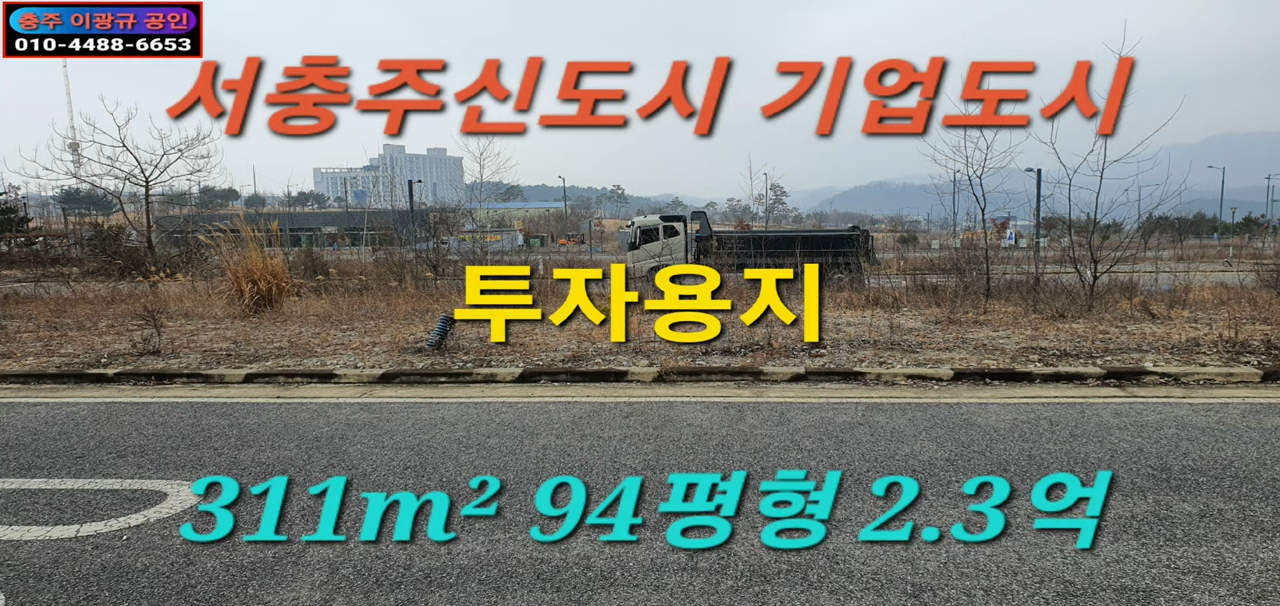 충주 이광규 공인
010-4488-6653
서충주신도시 기업도시
투자용지
311m² 94평형 2.3억